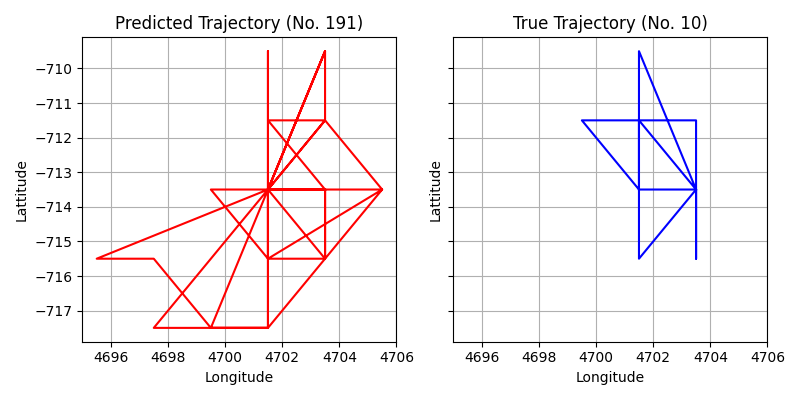 Predicted Trajectory (No. 191)
True Trajectory (No. 10)
Lattitude
−710
−711
−712
−713
−714
−715
−716
−717
4696 4698 4700 4702 4704 4706
Longitude
Lattitude
4696 4698 4700 4702 4704 4706
Longitude